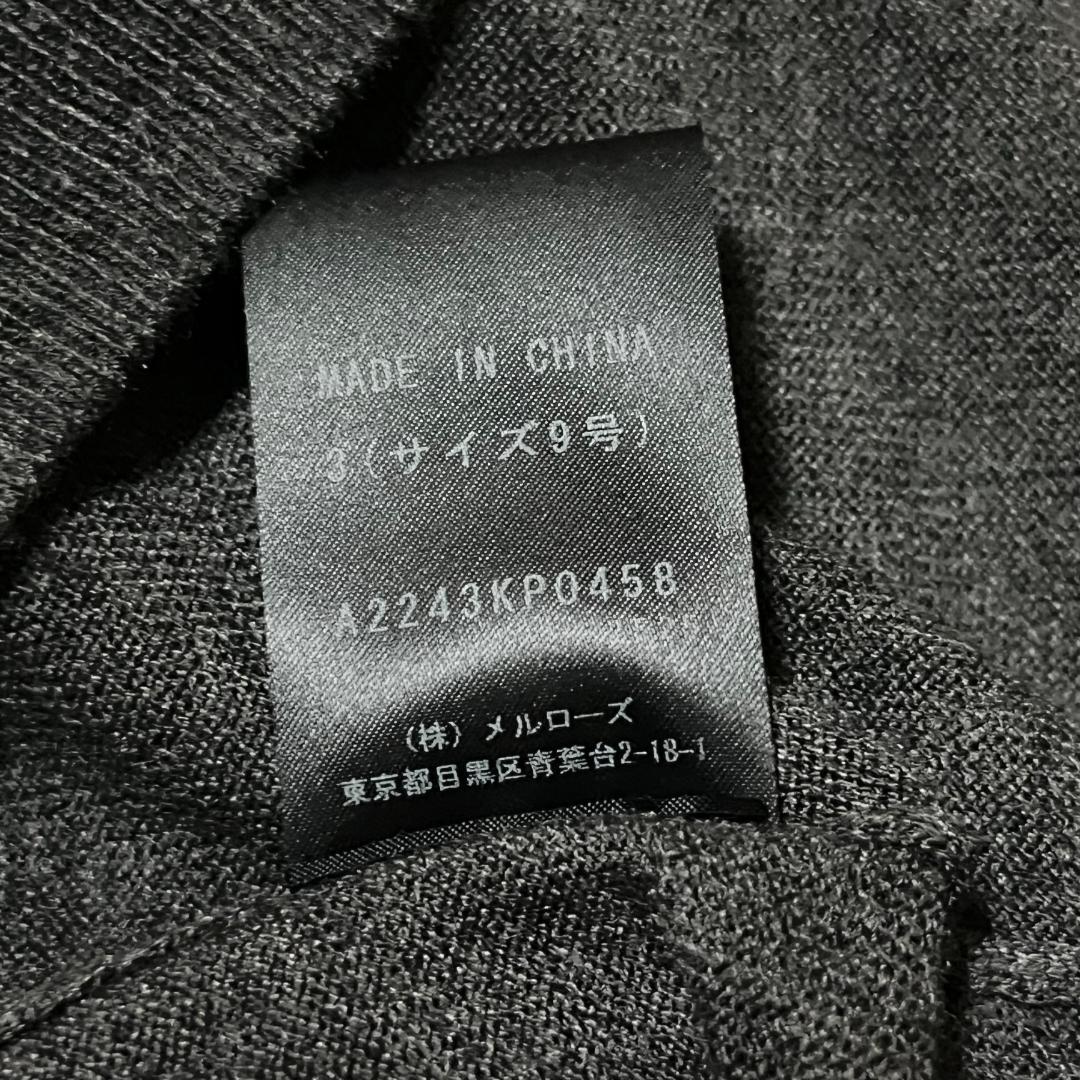 MADE IN CHINA
3(サイズ9号)
A2243KP0458
(株)メルローズ
東京都目黒区青葉台2-18-1